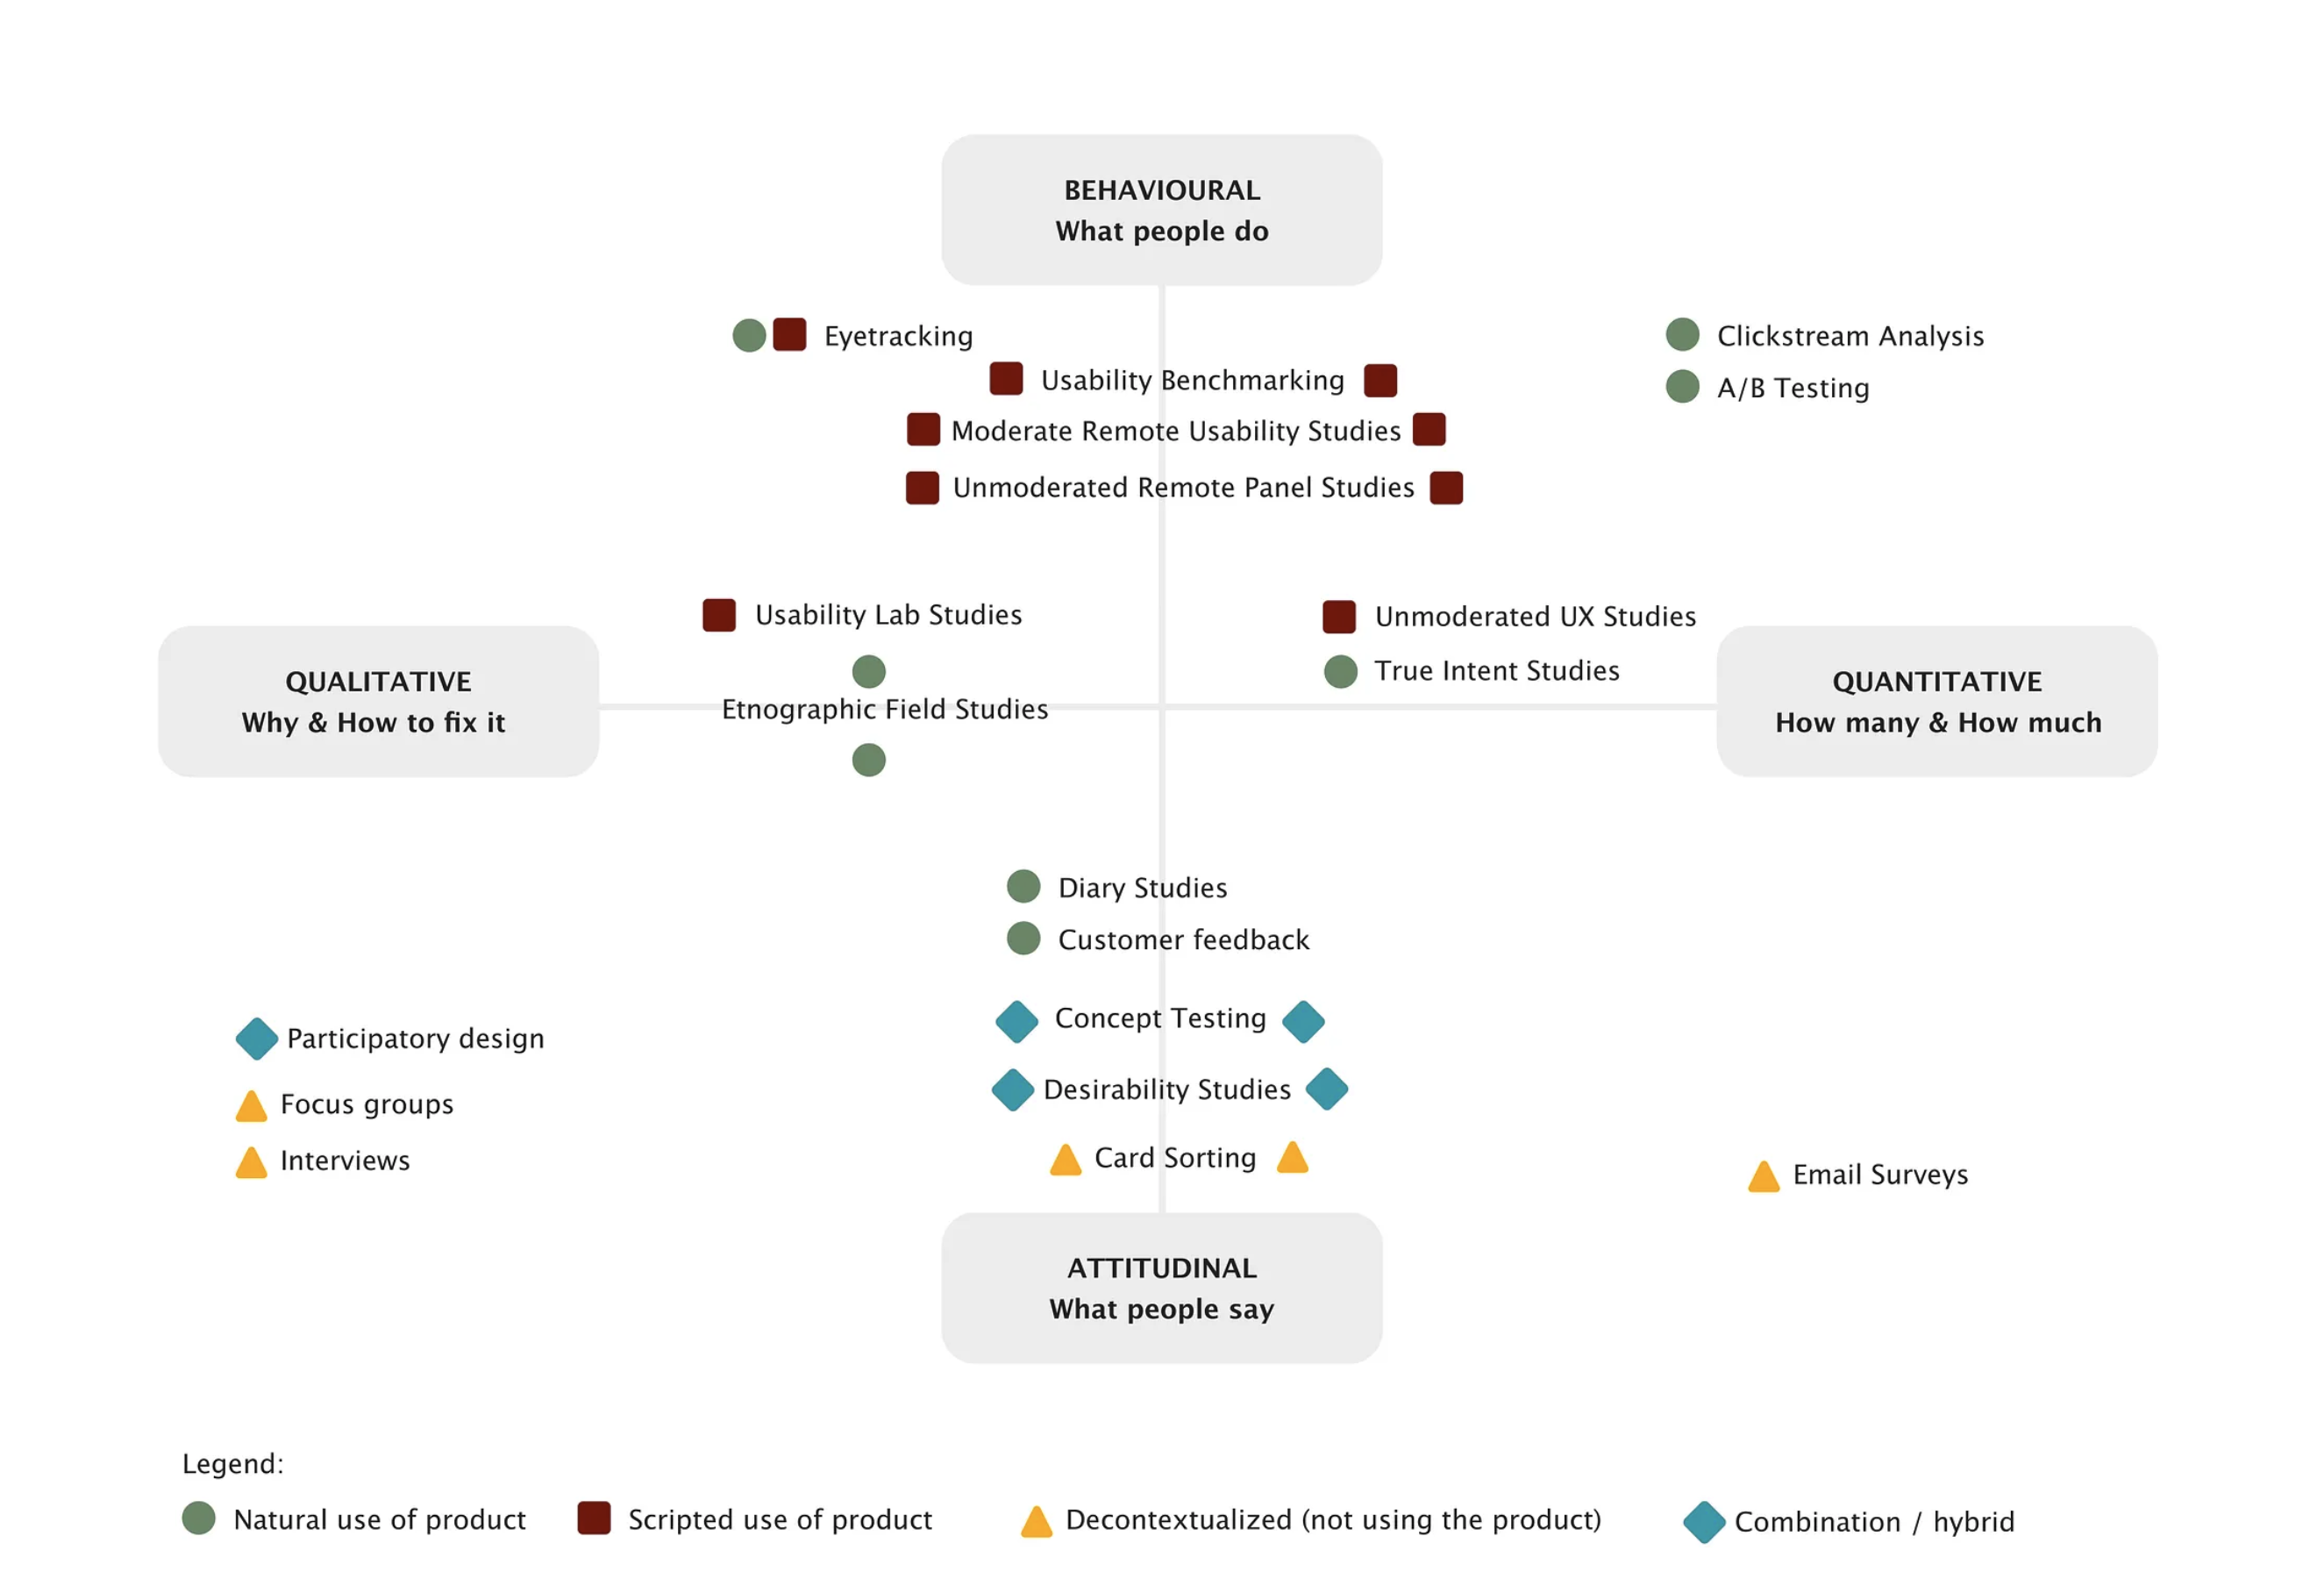 BEHAVIOURAL
What people do
Eyetracking
Clickstream Analysis
Usability Benchmarking
A/B Testing
Moderate Remote Usability Studies
Unmoderated Remote Panel Studies
Usability Lab Studies
Unmoderated UX Studies
True Intent Studies
QUALITATIVE
Why & How to fix it
Etnographic Field Studies
QUANTITATIVE
How many & How much
Diary Studies
Customer feedback
Concept Testing
Participatory design
Desirability Studies
Focus groups
Card Sorting
Interviews
Email Surveys
ATTITUDINAL
What people say
Legend:
Natural use of product
Scripted use of product
Decontextualized (not using the product)
Combination / hybrid